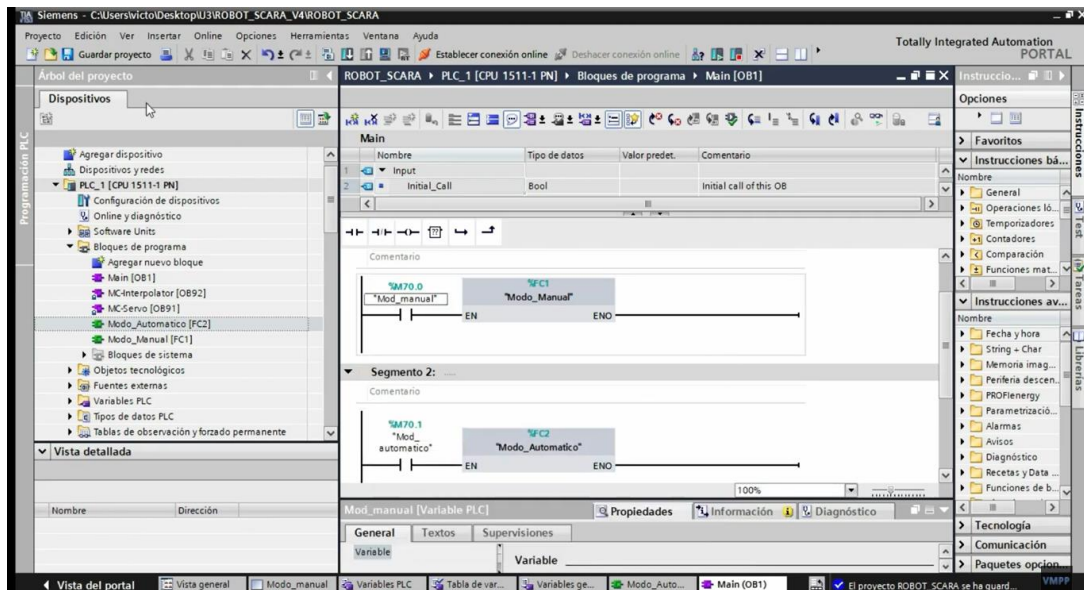 Siemens - C:\Users\victo\Desktop\U3\ROBOT_SCARA_V4\ROBOT_SCARA
Proyecto Edición Ver Insertar Online Opciones Herramientas Ventana Ayuda
Totally Integrated Automation
PORTAL
Guardar proyecto
Establecer conexión online
Deshacer conexión online
Árbol del proyecto
ROBOT_SCARA PLC_1 [CPU 1511-1 PN] Bloques de programa Main [OB1]
Instruccio...
Dispositivos
Opciones
Programación PLC
Agregar dispositivo
Dispositivos y redes
PLC_1 [CPU 1511-1 PN]
Configuración de dispositivos
Online y diagnóstico
Software Units
Bloques de programa
Agregar nuevo bloque
Main [OB1]
MC-Interpolator [OB92]
MC-Servo [OB91]
Modo_Automatico [FC2]
Modo_Manual [FC1]
Bloques de sistema
Objetos tecnológicos
Fuentes externas
Variables PLC
Tipos de datos PLC
Tablas de observación y forzado permanente
Vista detallada
Nombre Dirección
Main
Nombre Tipo de datos Valor predet. Comentario
1 Input
2 Initial_Call Bool Initial call of this OB
Comentario
%M70.0
"Mod_manual"
%FC1
"Modo_Manual"
EN ENO
Segmento 2:
Comentario
%M70.1
"Mod_
automatico"
%FC2
"Modo_Automatico"
EN ENO
100%
Mod_manual [Variable PLC]
Propiedades Información Diagnóstico
General Textos Supervisiones
Variable
Variable
Favoritos
Instrucciones bá...
Nombre
General
Operaciones ló...
Temporizadores
Contadores
Comparación
Funciones mat...
Instrucciones av...
Nombre
Fecha y hora
String + Char
Memoria imag...
Periferia descen...
PROFIenergy
Parametrizació...
Alarmas
Avisos
Diagnóstico
Recetas y Data ...
Funciones de b...
Tecnología
Comunicación
Paquetes opcion...
Instrucciones
Test
Tareas
Librerías
Vista del portal
Vista general
Modo_manual
Variables PLC
Tabla de var...
Variables ge...
Modo_Auto...
Main (OB1)
El proyecto ROBOT_SCARA se ha guard...
VMPP